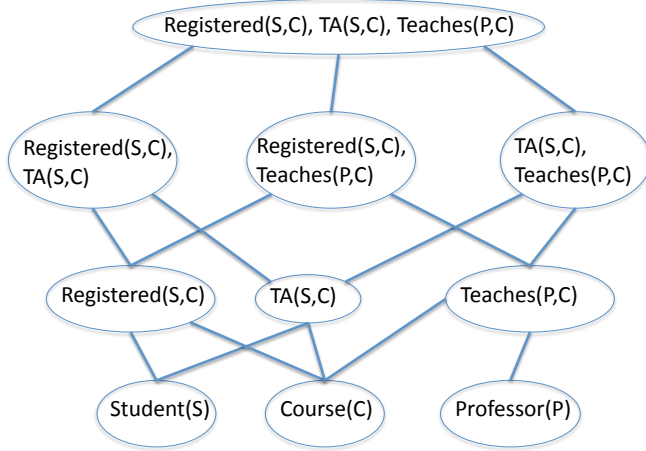 Registered(S,C), TA(S,C), Teaches(P,C)
Registered(S,C),
TA(S,C)
Registered(S,C),
Teaches(P,C)
TA(S,C),
Teaches(P,C)
Registered(S,C)
TA(S,C)
Teaches(P,C)
Student(S)
Course(C)
Professor(P)